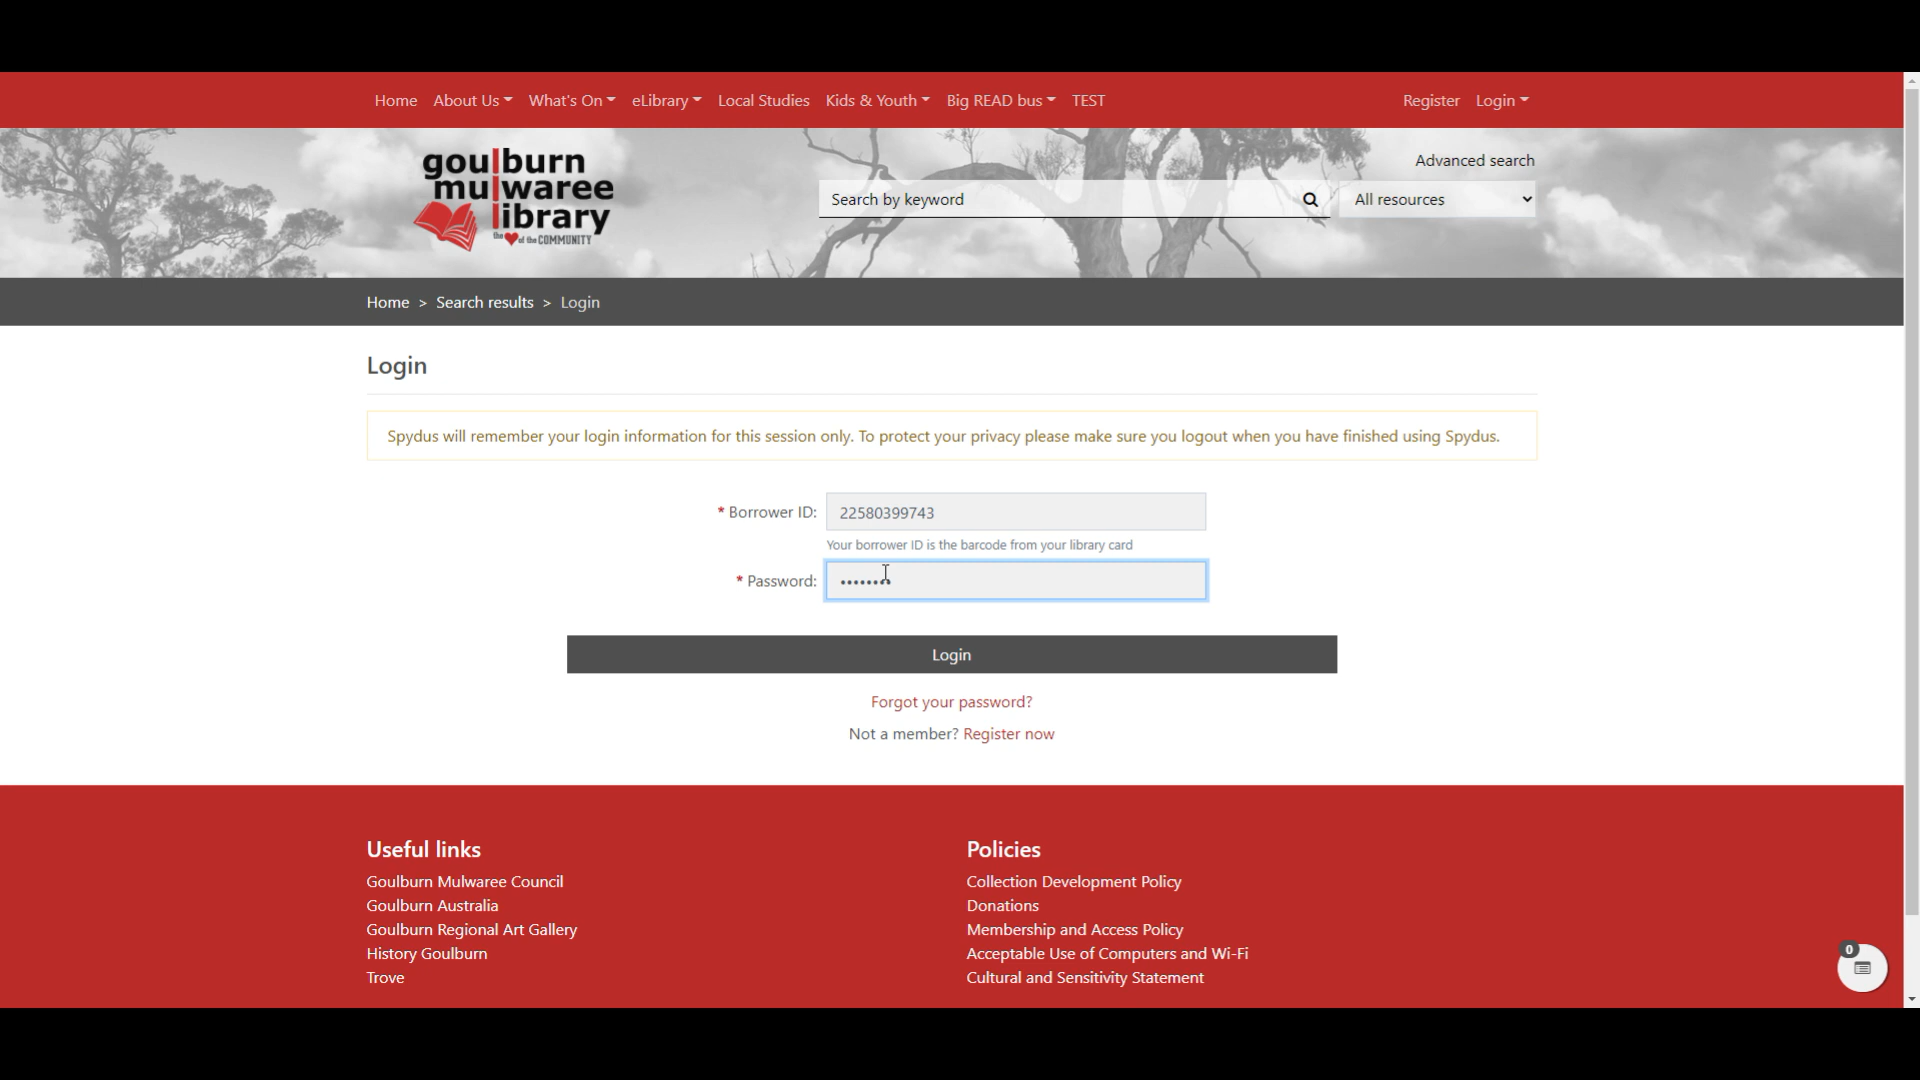 Home About Us What's On eLibrary Local Studies Kids & Youth Big READ bus TEST Register Login
goulburn
mulwaree
library
the of the COMMUNITY
Advanced search
Search by keyword All resources
Home > Search results > Login
Login
Spydus will remember your login information for this session only. To protect your privacy please make sure you logout when you have finished using Spydus.
* Borrower ID: 22580399743
Your borrower ID is the barcode from your library card
* Password: ••••••••
Login
Forgot your password?
Not a member? Register now
Useful links
Goulburn Mulwaree Council
Goulburn Australia
Goulburn Regional Art Gallery
History Goulburn
Trove
Policies
Collection Development Policy
Donations
Membership and Access Policy
Acceptable Use of Computers and Wi-Fi
Cultural and Sensitivity Statement
0